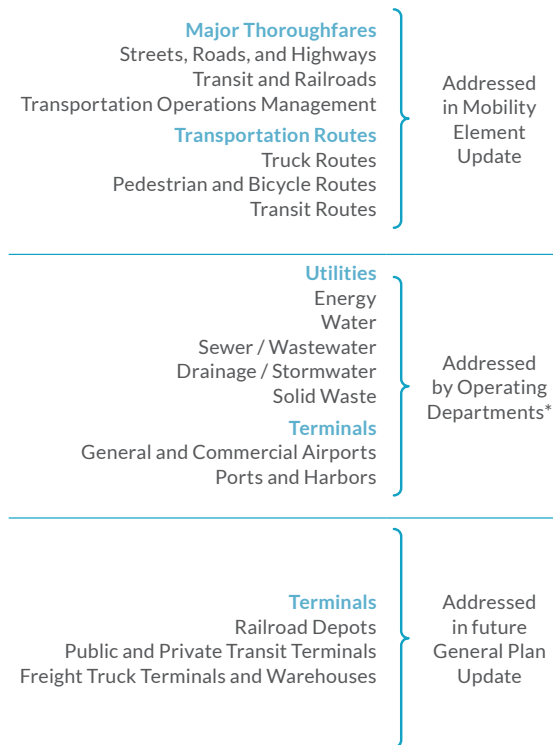 Major Thoroughfares
Streets, Roads, and Highways
Transit and Railroads
Transportation Operations Management
Transportation Routes
Truck Routes
Pedestrian and Bicycle Routes
Transit Routes
Addressed
in Mobility
Element
Update
Utilities
Energy
Water
Sewer / Wastewater
Drainage / Stormwater
Solid Waste
Terminals
General and Commercial Airports
Ports and Harbors
Addressed
by Operating
Departments*
Terminals
Railroad Depots
Public and Private Transit Terminals
Freight Truck Terminals and Warehouses
Addressed
in future
General Plan
Update